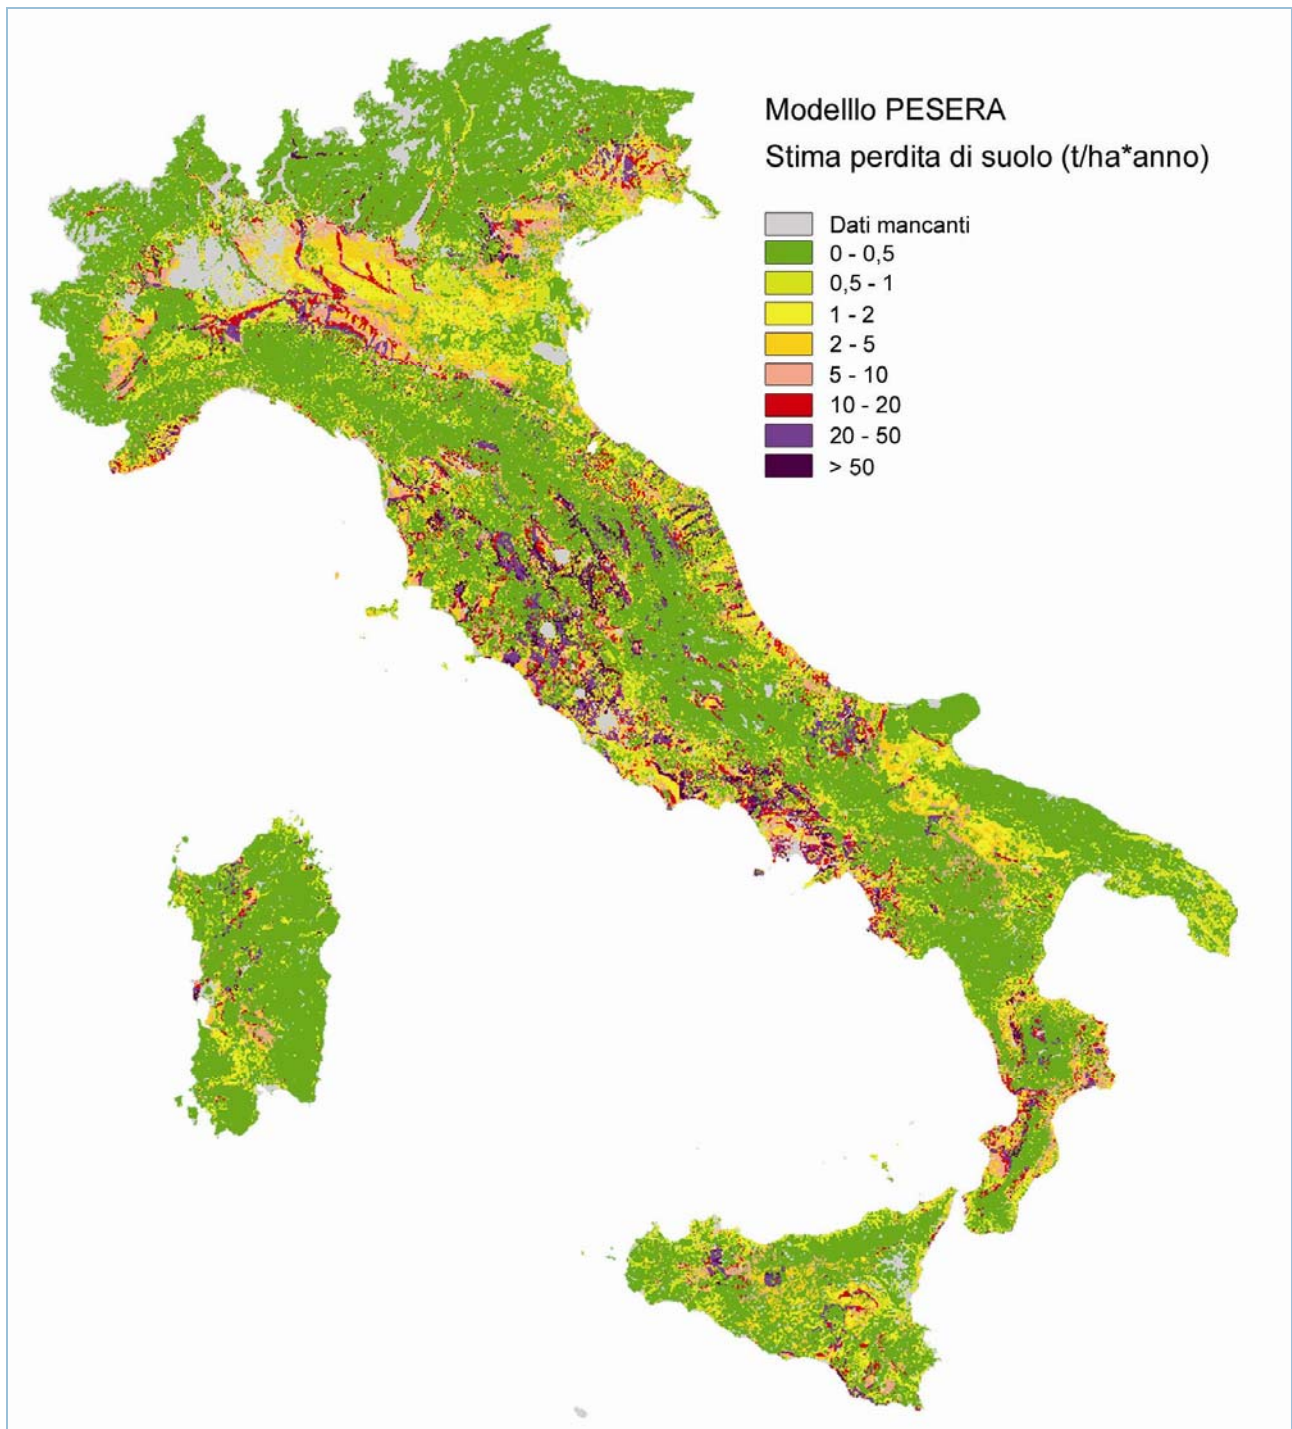 Modelllo PESERA
Stima perdita di suolo (t/ha*anno)
Dati mancanti
0 - 0,5
0,5 - 1
1 - 2
2 - 5
5 - 10
10 - 20
20 - 50
> 50